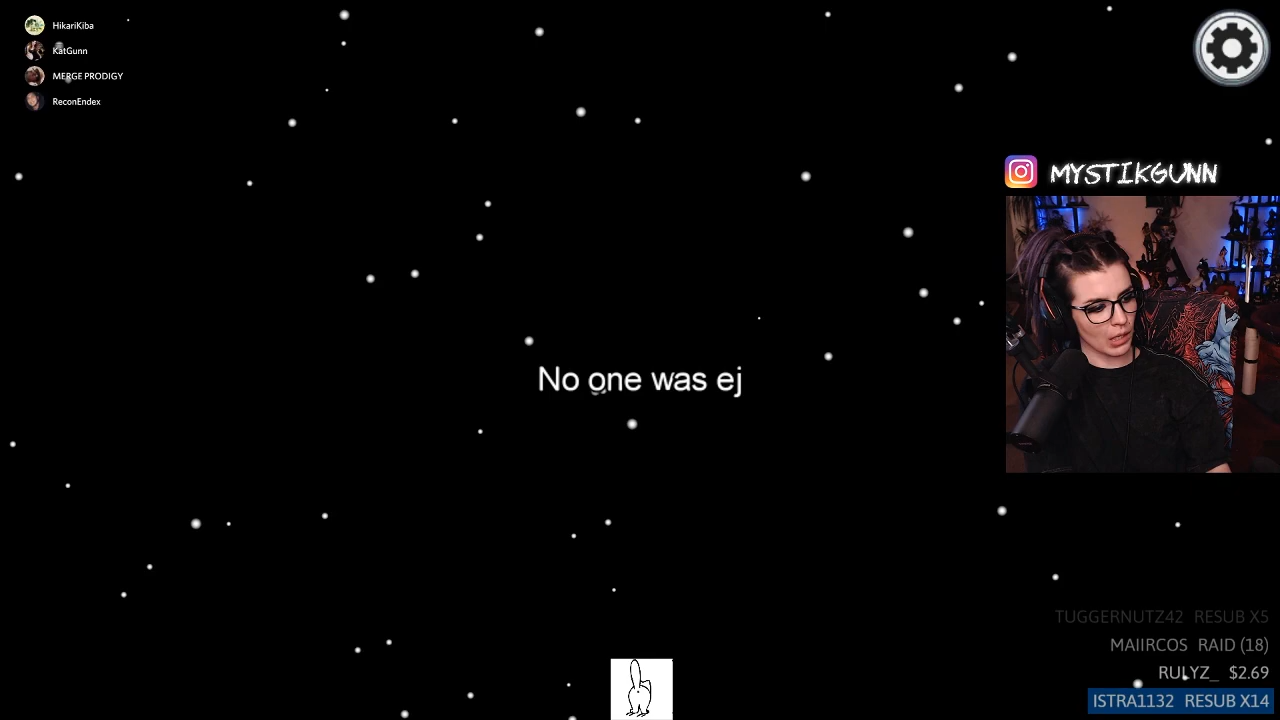 HikariKiba
KatGunn
MERGE PRODIGY
ReconEndex
MYSTIKGUNN
No one was ej
TUGGERNUTZ42 RESUB X5
MAIIRCOS RAID (18)
RULYZ_ $2.69
ISTRA1132 RESUB X14